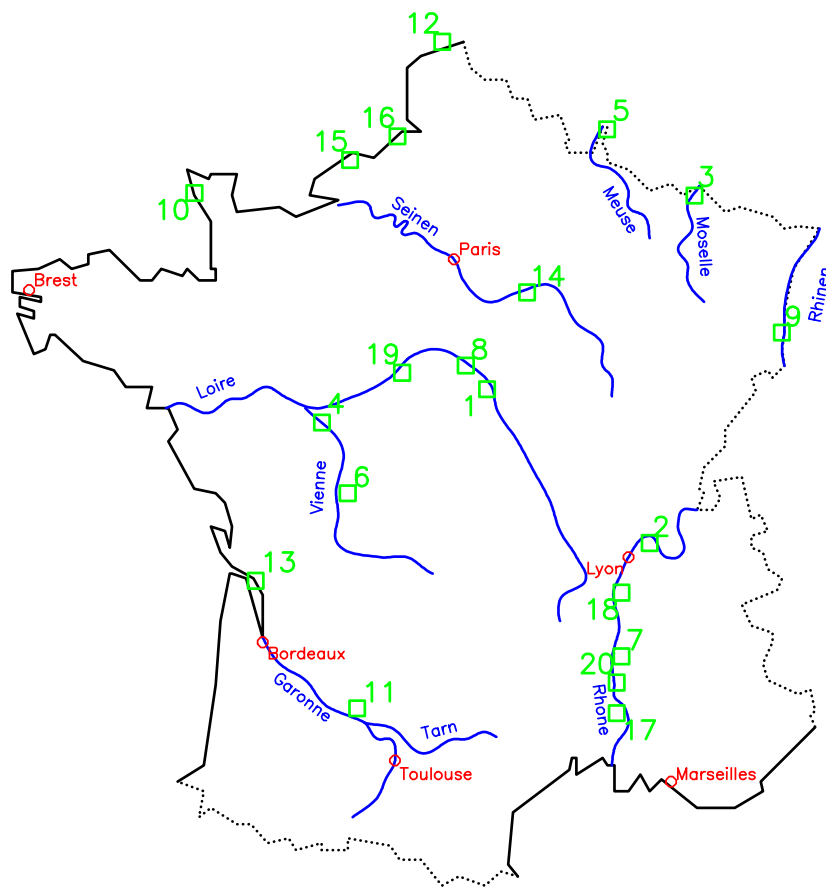 12
16
5
15
3
10
Meuse
Seinen
Moselle
Paris
Brest
14
Rhinen
9
19
8
Loire
1
4
Vienne
6
2
Lyon
13
18
7
Bordeaux
20
Garonne
11
Rhone
17
Tarn
Toulouse
Marseilles